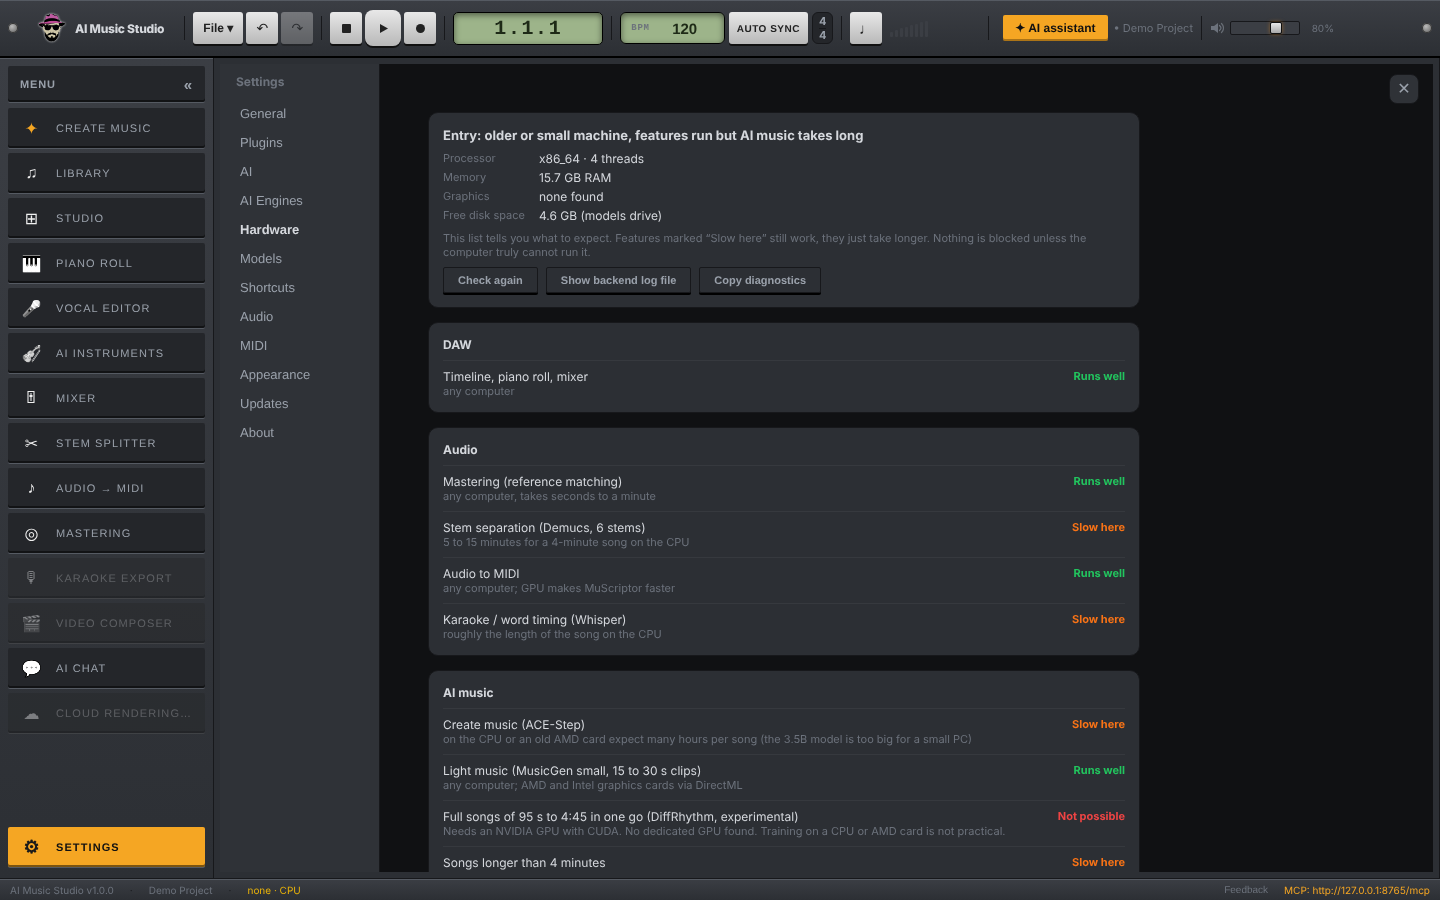 AI Music Studio
File ▾
1.1.1
BPM 120
AUTO SYNC
4
4
✦ AI assistant
• Demo Project
80%
MENU «
CREATE MUSIC
LIBRARY
STUDIO
PIANO ROLL
VOCAL EDITOR
AI INSTRUMENTS
MIXER
STEM SPLITTER
AUDIO → MIDI
MASTERING
KARAOKE EXPORT
VIDEO COMPOSER
AI CHAT
CLOUD RENDERING...
SETTINGS
Settings
General
Plugins
AI
AI Engines
Hardware
Models
Shortcuts
Audio
MIDI
Appearance
Updates
About
Entry: older or small machine, features run but AI music takes long
Processor x86_64 · 4 threads
Memory 15.7 GB RAM
Graphics none found
Free disk space 4.6 GB (models drive)
This list tells you what to expect. Features marked “Slow here” still work, they just take longer. Nothing is blocked unless the
computer truly cannot run it.
Check again
Show backend log file
Copy diagnostics
DAW
Timeline, piano roll, mixer Runs well
any computer
Audio
Mastering (reference matching) Runs well
any computer, takes seconds to a minute
Stem separation (Demucs, 6 stems) Slow here
5 to 15 minutes for a 4-minute song on the CPU
Audio to MIDI Runs well
any computer; GPU makes MuScriptor faster
Karaoke / word timing (Whisper) Slow here
roughly the length of the song on the CPU
AI music
Create music (ACE-Step) Slow here
on the CPU or an old AMD card expect many hours per song (the 3.5B model is too big for a small PC)
Light music (MusicGen small, 15 to 30 s clips) Runs well
any computer; AMD and Intel graphics cards via DirectML
Full songs of 95 s to 4:45 in one go (DiffRhythm, experimental) Not possible
Needs an NVIDIA GPU with CUDA. No dedicated GPU found. Training on a CPU or AMD card is not practical.
Songs longer than 4 minutes Slow here
AI Music Studio v1.0.0 · Demo Project · none · CPU
Feedback MCP: http://127.0.0.1:8765/mcp